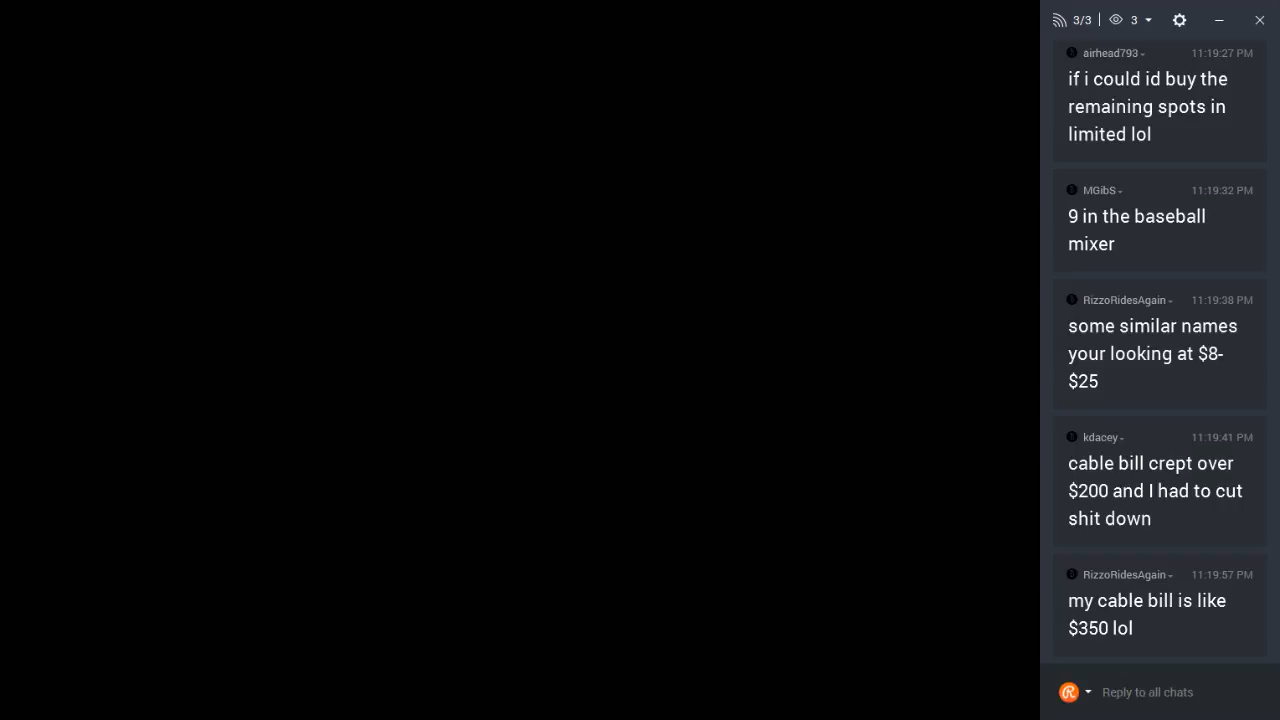 3/3
3
airhead793
11:19:27 PM
if i could id buy the
remaining spots in
limited lol
MGibS
11:19:32 PM
9 in the baseball
mixer
RizzoRidesAgain
11:19:38 PM
some similar names
your looking at $8-
$25
kdacey
11:19:41 PM
cable bill crept over
$200 and I had to cut
shit down
RizzoRidesAgain
11:19:57 PM
my cable bill is like
$350 lol
Reply to all chats